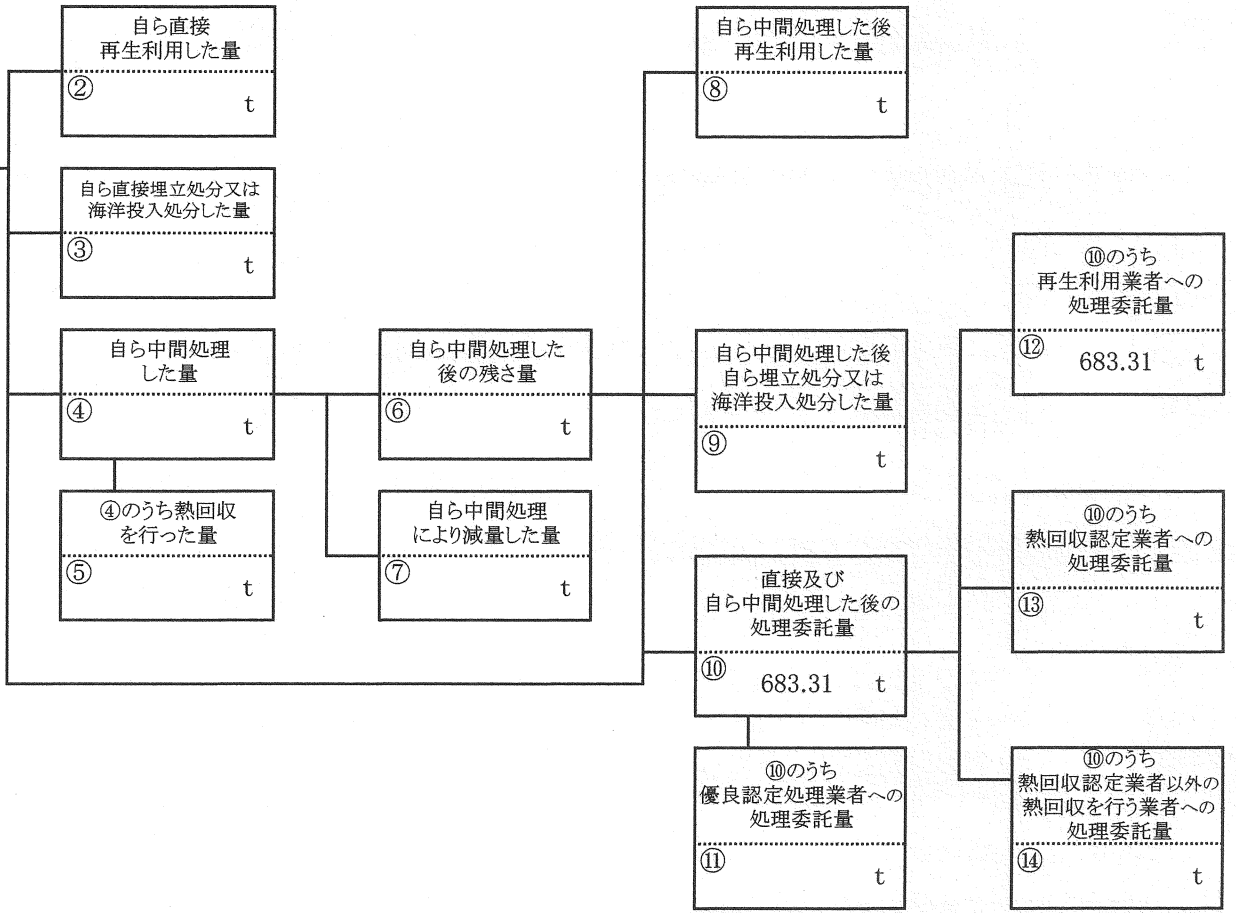 自ら直接
再生利用した量
②
t
自ら直接埋立処分又は
海洋投入処分した量
③
t
自ら中間処理
した量
④
t
④のうち熱回収
を行った量
⑤
t
自ら中間処理した
後の残さ量
⑥
t
自ら中間処理
により減量した量
⑦
t
自ら中間処理した後
再生利用した量
⑧
t
自ら中間処理した後
自ら埋立処分又は
海洋投入処分した量
⑨
t
直接及び
自ら中間処理した後の
処理委託量
⑩ 683.31 t
⑩のうち
優良認定処理業者への
処理委託量
⑪
t
⑩のうち
再生利用業者への
処理委託量
⑫ 683.31 t
⑩のうち
熱回収認定業者への
処理委託量
⑬
t
⑩のうち
熱回収認定業者以外の
熱回収を行う業者への
処理委託量
⑭
t